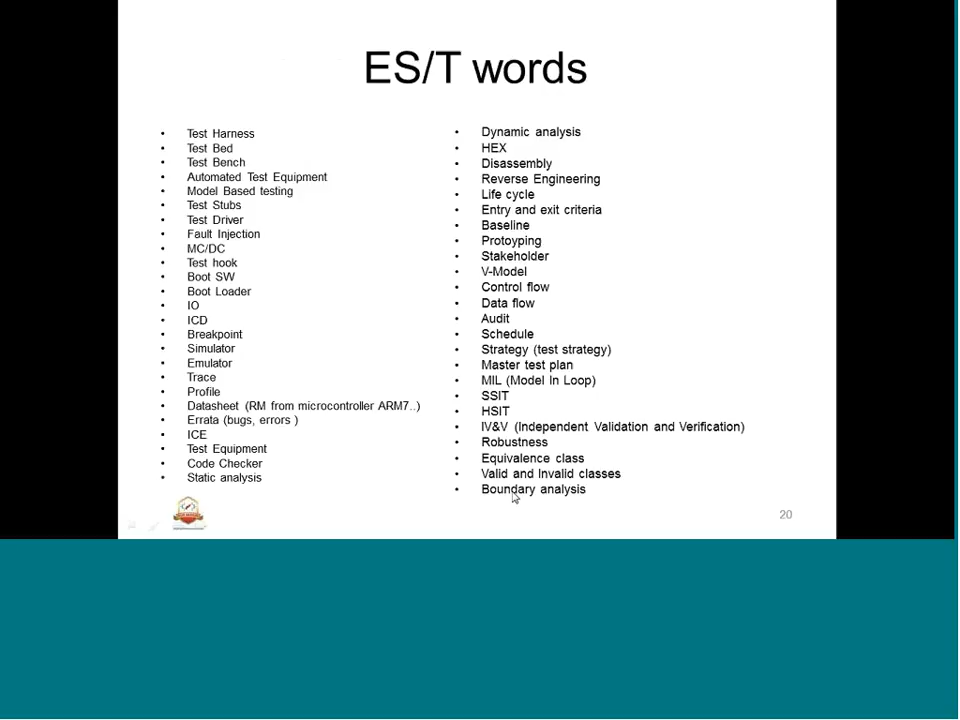 ES/T words
• Test Harness
• Test Bed
• Test Bench
• Automated Test Equipment
• Model Based testing
• Test Stubs
• Test Driver
• Fault Injection
• MC/DC
• Test hook
• Boot SW
• Boot Loader
• IO
• ICD
• Breakpoint
• Simulator
• Emulator
• Trace
• Profile
• Datasheet (RM from microcontroller ARM7..)
• Errata (bugs, errors )
• ICE
• Test Equipment
• Code Checker
• Static analysis
• Dynamic analysis
• HEX
• Disassembly
• Reverse Engineering
• Life cycle
• Entry and exit criteria
• Baseline
• Protoyping
• Stakeholder
• V-Model
• Control flow
• Data flow
• Audit
• Schedule
• Strategy (test strategy)
• Master test plan
• MIL (Model In Loop)
• SSIT
• HSIT
• IV&V (Independent Validation and Verification)
• Robustness
• Equivalence class
• Valid and Invalid classes
• Boundary analysis
20